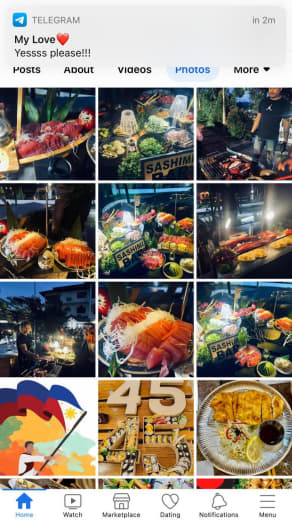 TELEGRAM
in 2m
My Love❤️
Yessss please!!!
Posts
About
Videos
Photos
More
SASHIMI
SASHIMI
SASHIMI
45
Home
Watch
Marketplace
Dating
Notifications
Menu